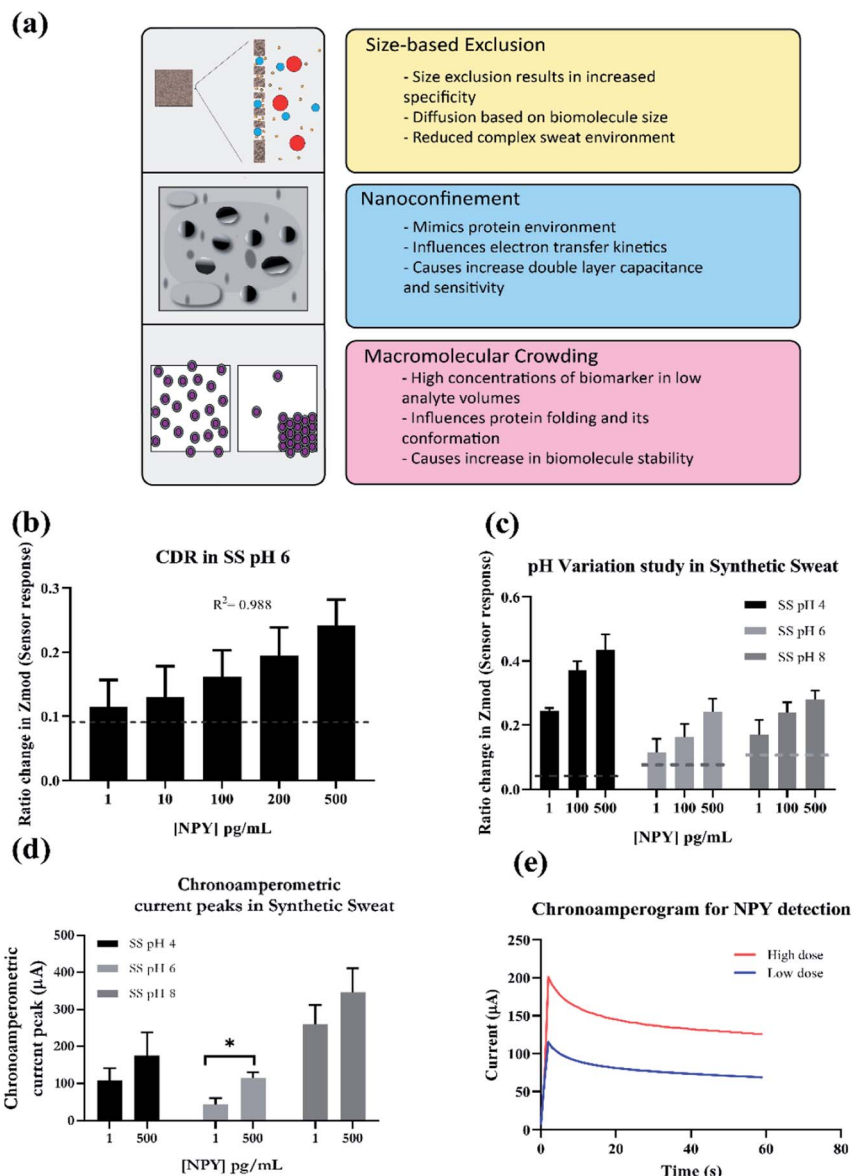 (a)
Size-based Exclusion
- Size exclusion results in increased
specificity
- Diffusion based on biomolecule size
- Reduced complex sweat environment
Nanoconfinement
- Mimics protein environment
- Influences electron transfer kinetics
- Causes increase double layer capacitance
and sensitivity
Macromolecular Crowding
- High concentrations of biomarker in low
analyte volumes
- Influences protein folding and its
conformation
- Causes increase in biomolecule stability
(b)
CDR in SS pH 6
R²= 0.988
Ratio change in Zmod (Sensor response)
0.3
0.2
0.1
0.0
1 10 100 200 500
[NPY] pg/mL
(c)
pH Variation study in Synthetic Sweat
Ratio change in Zmod (Sensor response)
0.6
0.4
0.2
0.0
SS pH 4
SS pH 6
SS pH 8
1 100 500 1 100 500 1 100 500
[NPY] pg/mL
(d)
Chronoamperometric
current peaks in Synthetic Sweat
Chronoamperometric
current peak (µA)
500
400
300
200
100
0
SS pH 4
SS pH 6
SS pH 8
*
1 500 1 500 1 500
[NPY] pg/mL
(e)
Chronoamperogram for NPY detection
Current (µA)
250
200
150
100
50
0
High dose
Low dose
0 20 40 60 80
Time (s)